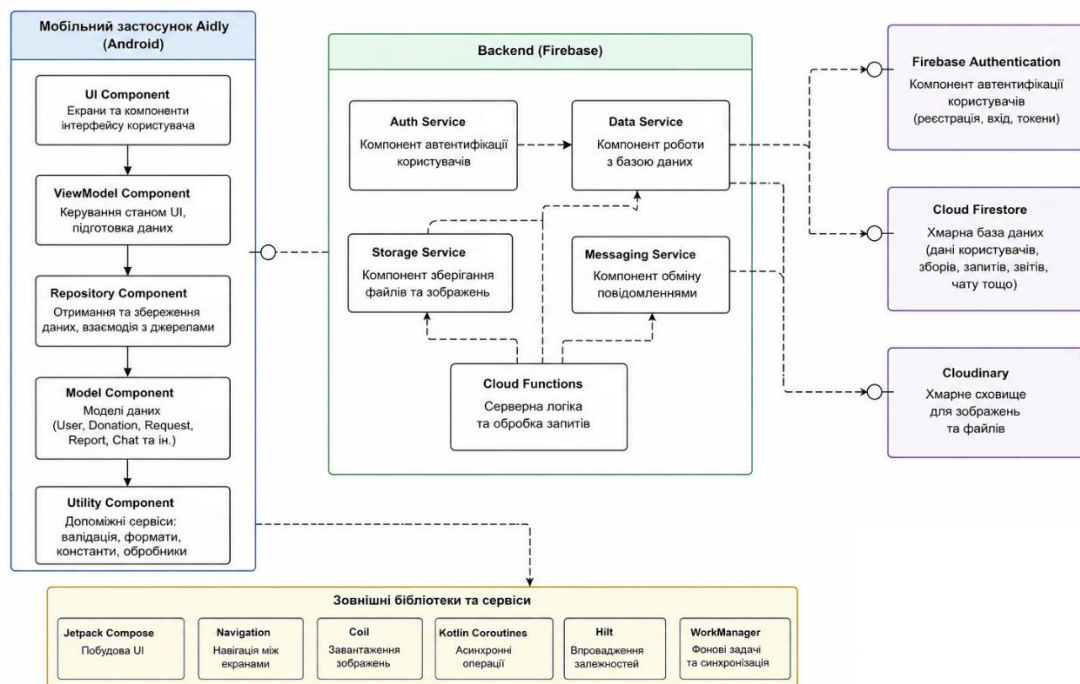 Мобільний застосунок Aidly
(Android)
UI Component
Екрани та компоненти
інтерфейсу користувача
ViewModel Component
Керування станом UI,
підготовка даних
Repository Component
Отримання та збереження
даних, взаємодія з джерелами
Model Component
Моделі даних
(User, Donation, Request,
Report, Chat та ін.)
Utility Component
Допоміжні сервіси:
валідація, формати,
константи, обробники
Backend (Firebase)
Auth Service
Компонент автентифікації
користувачів
Data Service
Компонент роботи
з базою даних
Storage Service
Компонент зберігання
файлів та зображень
Messaging Service
Компонент обміну
повідомленнями
Cloud Functions
Серверна логіка
та обробка запитів
Firebase Authentication
Компонент автентифікації
користувачів
(реєстрація, вхід, токени)
Cloud Firestore
Хмарна база даних
(дані користувачів,
зборів, запитів, звітів,
чату тощо)
Cloudinary
Хмарне сховище
для зображень
та файлів
Зовнішні бібліотеки та сервіси
Jetpack Compose
Побудова UI
Navigation
Навігація між
екранами
Coil
Завантаження
зображень
Kotlin Coroutines
Асинхронні
операції
Hilt
Впровадження
залежностей
WorkManager
Фонові задачі
та синхронізація